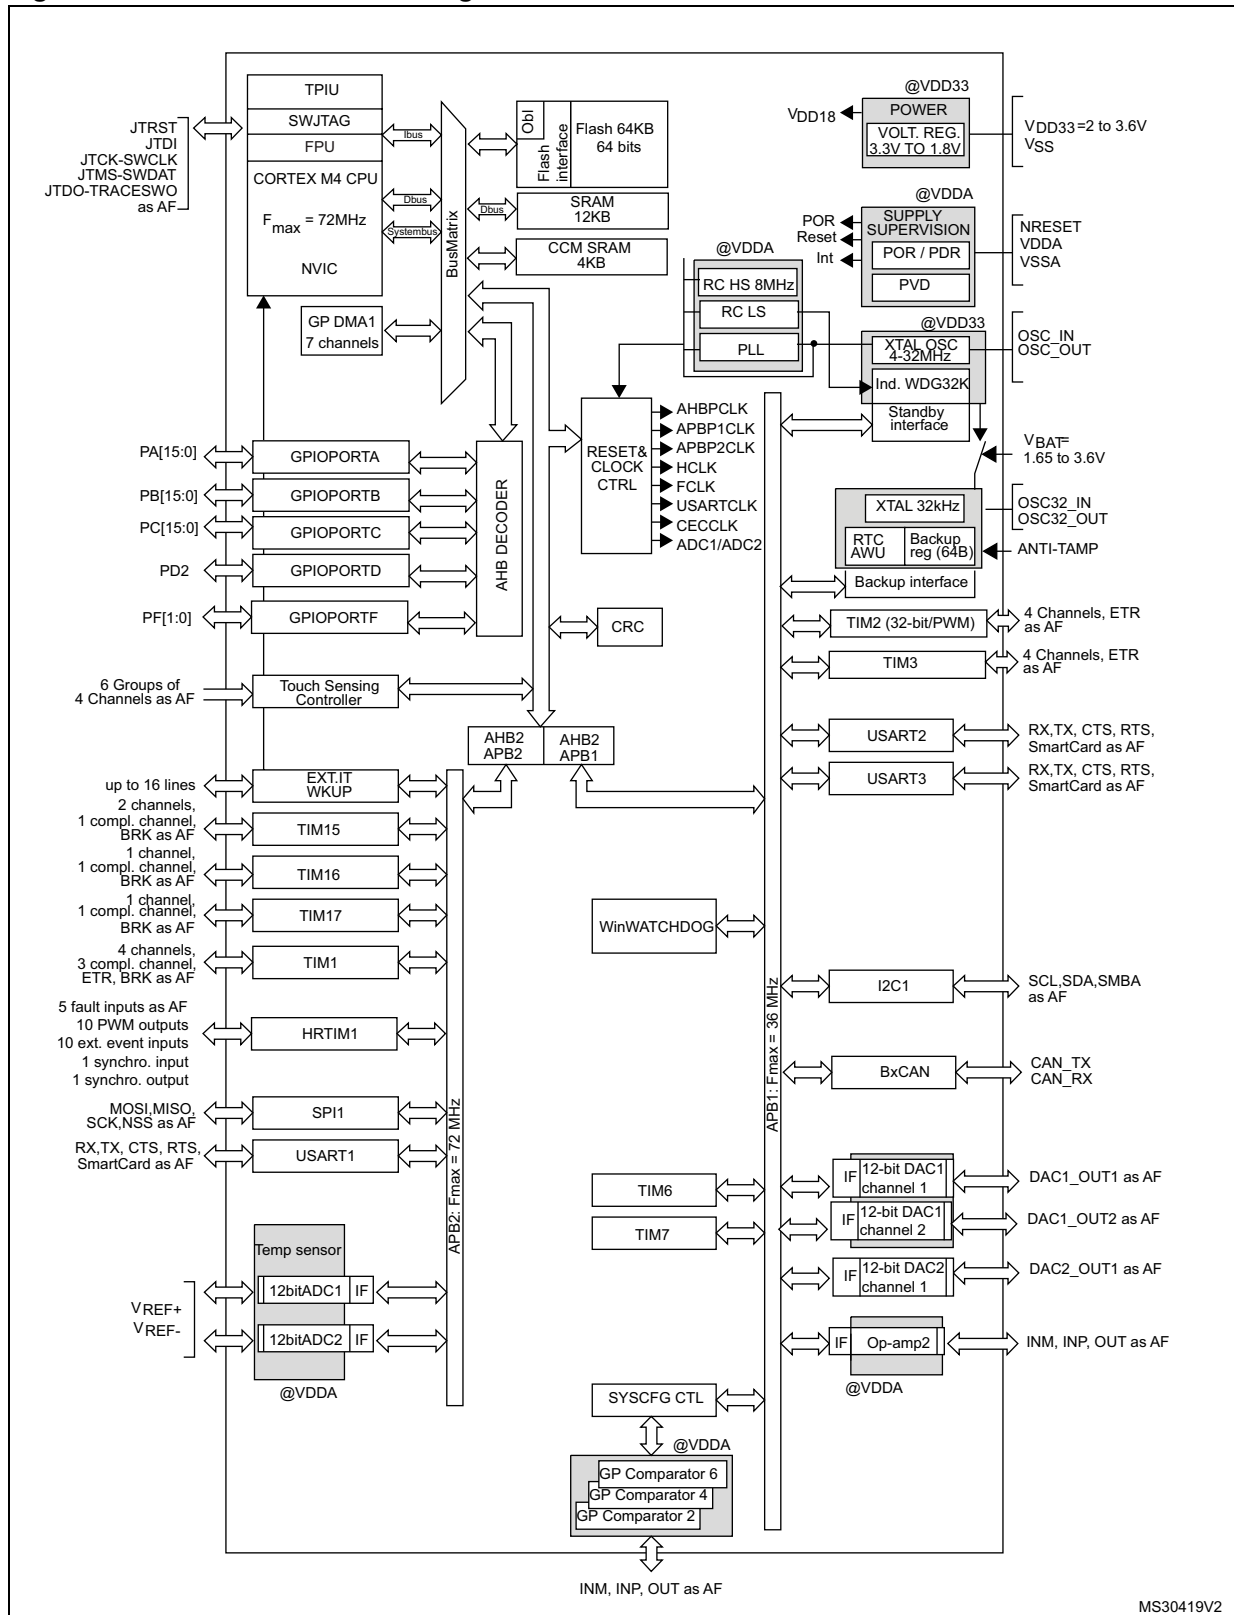 TPIU
SWJTAG
FPU
CORTEX M4 CPU
Fmax = 72MHz
NVIC
JTRST
JTDI
JTCK-SWCLK
JTMS-SWDAT
JTDO-TRACESWO
as AF
Ibus
Dbus
Systembus
BusMatrix
Obl
Flash
interface
Flash 64KB
64 bits
Dbus
SRAM
12KB
CCM SRAM
4KB
GP DMA1
7 channels
@VDD33
POWER
VOLT. REG.
3.3V TO 1.8V
VDD18
VDD33=2 to 3.6V
VSS
@VDDA
SUPPLY
SUPERVISION
POR / PDR
PVD
POR
Reset
Int
NRESET
VDDA
VSSA
@VDDA
RC HS 8MHz
RC LS
PLL
@VDD33
XTAL OSC
4-32MHz
Ind. WDG32K
Standby
interface
OSC_IN
OSC_OUT
VBAT=
1.65 to 3.6V
RESET&
CLOCK
CTRL
AHBPCLK
APBP1CLK
APBP2CLK
HCLK
FCLK
USARTCLK
CECCLK
ADC1/ADC2
XTAL 32kHz
RTC
AWU
Backup
reg (64B)
Backup interface
OSC32_IN
OSC32_OUT
ANTI-TAMP
PA[15:0]
GPIOPORTA
PB[15:0]
GPIOPORTB
PC[15:0]
GPIOPORTC
PD2
GPIOPORTD
PF[1:0]
GPIOPORTF
AHB DECODER
CRC
6 Groups of
4 Channels as AF
Touch Sensing
Controller
AHB2
APB2
AHB2
APB1
TIM2 (32-bit/PWM)
4 Channels, ETR
as AF
TIM3
4 Channels, ETR
as AF
USART2
RX,TX, CTS, RTS,
SmartCard as AF
USART3
RX,TX, CTS, RTS,
SmartCard as AF
up to 16 lines
EXT.IT
WKUP
2 channels,
1 compl. channel,
BRK as AF
TIM15
1 channel,
1 compl. channel,
BRK as AF
TIM16
1 channel,
1 compl. channel,
BRK as AF
TIM17
4 channels,
3 compl. channel,
ETR, BRK as AF
TIM1
5 fault inputs as AF
10 PWM outputs
10 ext. event inputs
1 synchro. input
1 synchro. output
HRTIM1
MOSI,MISO,
SCK,NSS as AF
SPI1
RX,TX, CTS, RTS,
SmartCard as AF
USART1
APB2: Fmax = 72 MHz
APB1: Fmax = 36 MHz
WinWATCHDOG
I2C1
SCL,SDA,SMBA
as AF
BxCAN
CAN_TX
CAN_RX
TIM6
TIM7
IF
12-bit DAC1
channel 1
DAC1_OUT1 as AF
IF
12-bit DAC1
channel 2
DAC1_OUT2 as AF
IF
12-bit DAC2
channel 1
DAC2_OUT1 as AF
IF
Op-amp2
INM, INP, OUT as AF
@VDDA
Temp sensor
12bitADC1
IF
12bitADC2
IF
VREF+
VREF-
@VDDA
SYSCFG CTL
@VDDA
GP Comparator 6
GP Comparator 4
GP Comparator 2
INM, INP, OUT as AF
MS30419V2